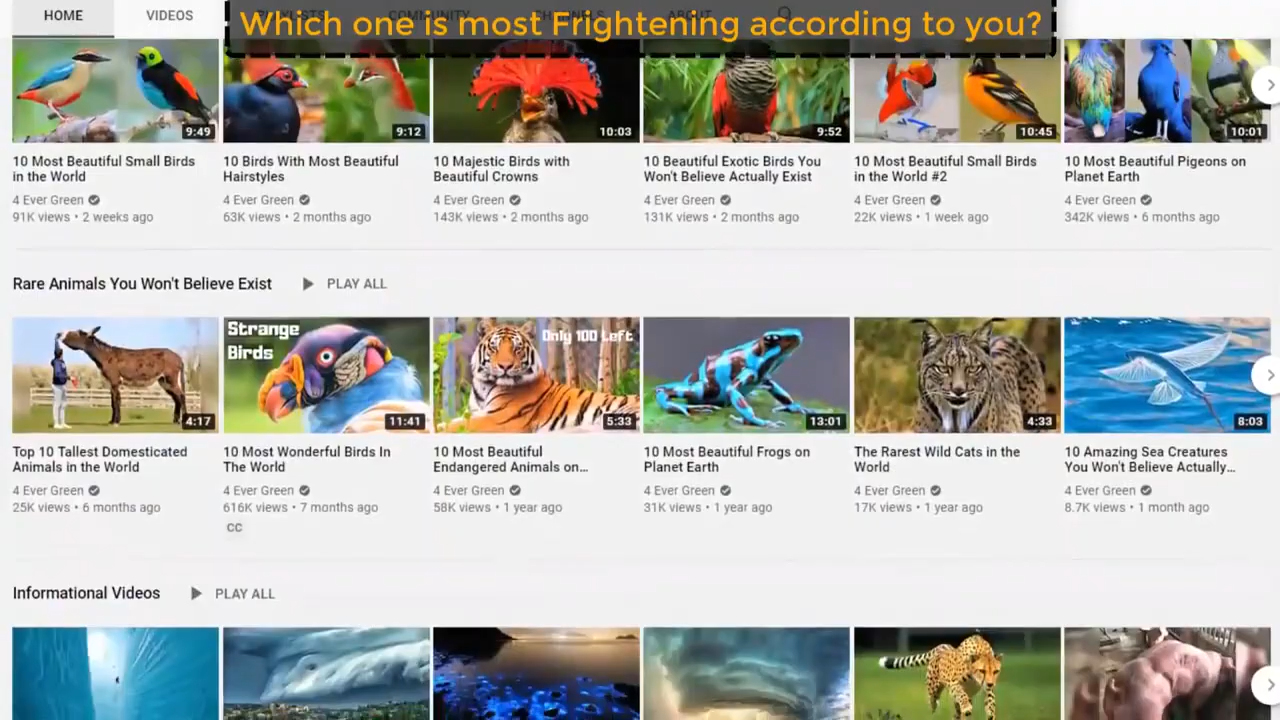 HOME VIDEOS PLAYLISTS COMMUNITY CHANNELS ABOUT
Which one is most Frightening according to you?
9:49
9:12
10:03
9:52
10:45
10:01
10 Most Beautiful Small Birds
in the World
4 Ever Green
91K views • 2 weeks ago
10 Birds With Most Beautiful
Hairstyles
4 Ever Green
63K views • 2 months ago
10 Majestic Birds with
Beautiful Crowns
4 Ever Green
143K views • 2 months ago
10 Beautiful Exotic Birds You
Won't Believe Actually Exist
4 Ever Green
131K views • 2 months ago
10 Most Beautiful Small Birds
in the World #2
4 Ever Green
22K views • 1 week ago
10 Most Beautiful Pigeons on
Planet Earth
4 Ever Green
342K views • 6 months ago
Rare Animals You Won't Believe Exist PLAY ALL
4:17
Strange
Birds
11:41
Only 100 Left
5:33
13:01
4:33
8:03
Top 10 Tallest Domesticated
Animals in the World
4 Ever Green
25K views • 6 months ago
10 Most Wonderful Birds In
The World
4 Ever Green
616K views • 7 months ago
CC
10 Most Beautiful
Endangered Animals on...
4 Ever Green
58K views • 1 year ago
10 Most Beautiful Frogs on
Planet Earth
4 Ever Green
31K views • 1 year ago
The Rarest Wild Cats in the
World
4 Ever Green
17K views • 1 year ago
10 Amazing Sea Creatures
You Won't Believe Actually...
4 Ever Green
8.7K views • 1 month ago
Informational Videos PLAY ALL